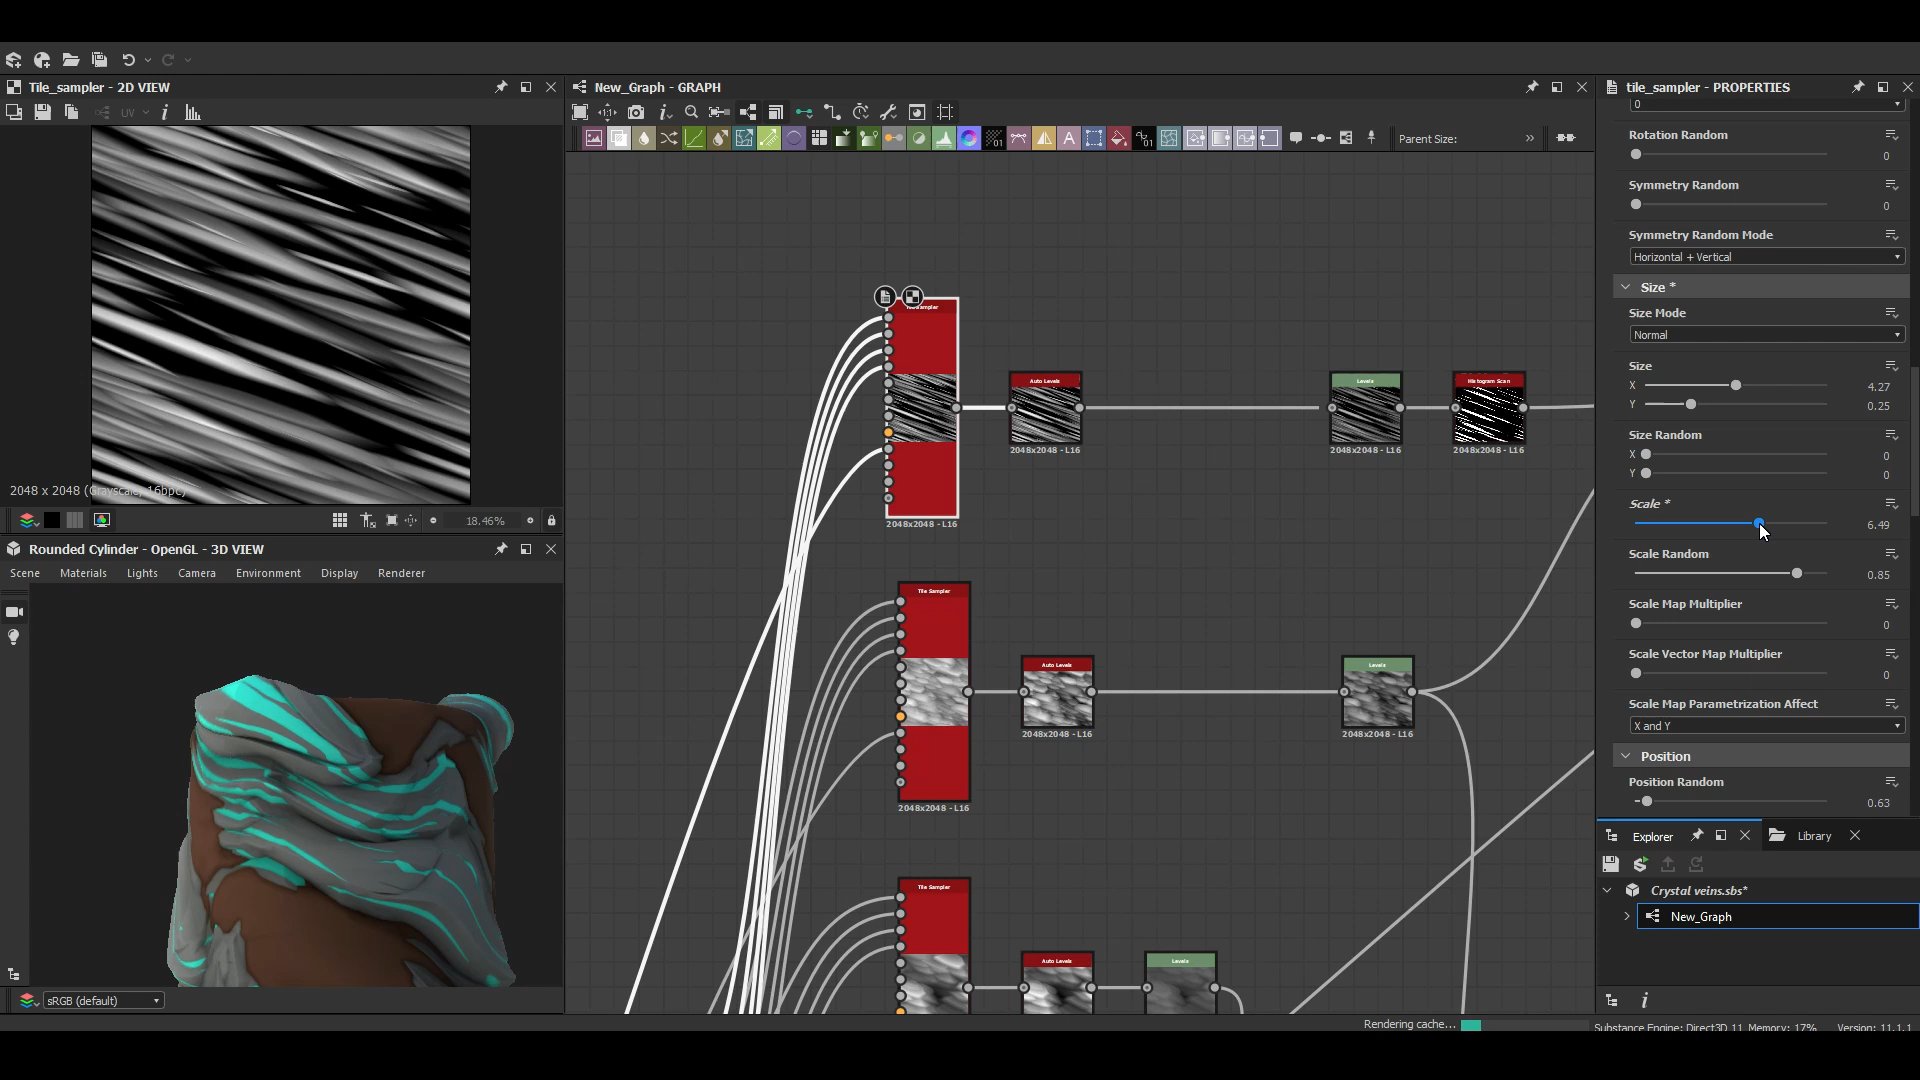 Tile_sampler - 2D VIEW
UV
2048 x 2048 (Grayscale, 16bpc)
18.46%
Rounded Cylinder - OpenGL - 3D VIEW
Scene Materials Lights Camera Environment Display Renderer
sRGB (default)
New_Graph - GRAPH
Parent Size:
Auto Levels
Levels
Histogram Scan
2048x2048 - L16
2048x2048 - L16
2048x2048 - L16
2048x2048 - L16
Tile Sampler
Auto Levels
Levels
2048x2048 - L16
2048x2048 - L16
2048x2048 - L16
Tile Sampler
Auto Levels
Levels
Rendering cache...
tile_sampler - PROPERTIES
0
Rotation Random
0
Symmetry Random
0
Symmetry Random Mode
Horizontal + Vertical
Size *
Size Mode
Normal
Size
X 4.27
Y 0.25
Size Random
X 0
Y 0
Scale *
6.49
Scale Random
0.85
Scale Map Multiplier
0
Scale Vector Map Multiplier
0
Scale Map Parametrization Affect
X and Y
Position
Position Random
0.63
Explorer
Library
Crystal veins.sbs*
New_Graph
Substance Engine: Direct3D 11 Memory: 17% Version: 11.1.1